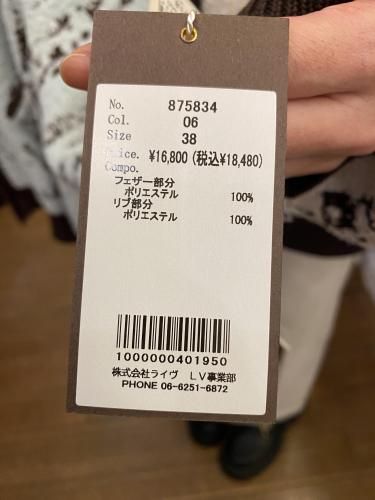 No. 875834
Col. 06
Size 38
Price. ¥16,800(税込¥18,480)
Compo.
フェザー部分
ポリエステル 100%
リブ部分
ポリエステル 100%
1000000401950
株式会社ライヴ LV事業部
PHONE 06-6251-6872